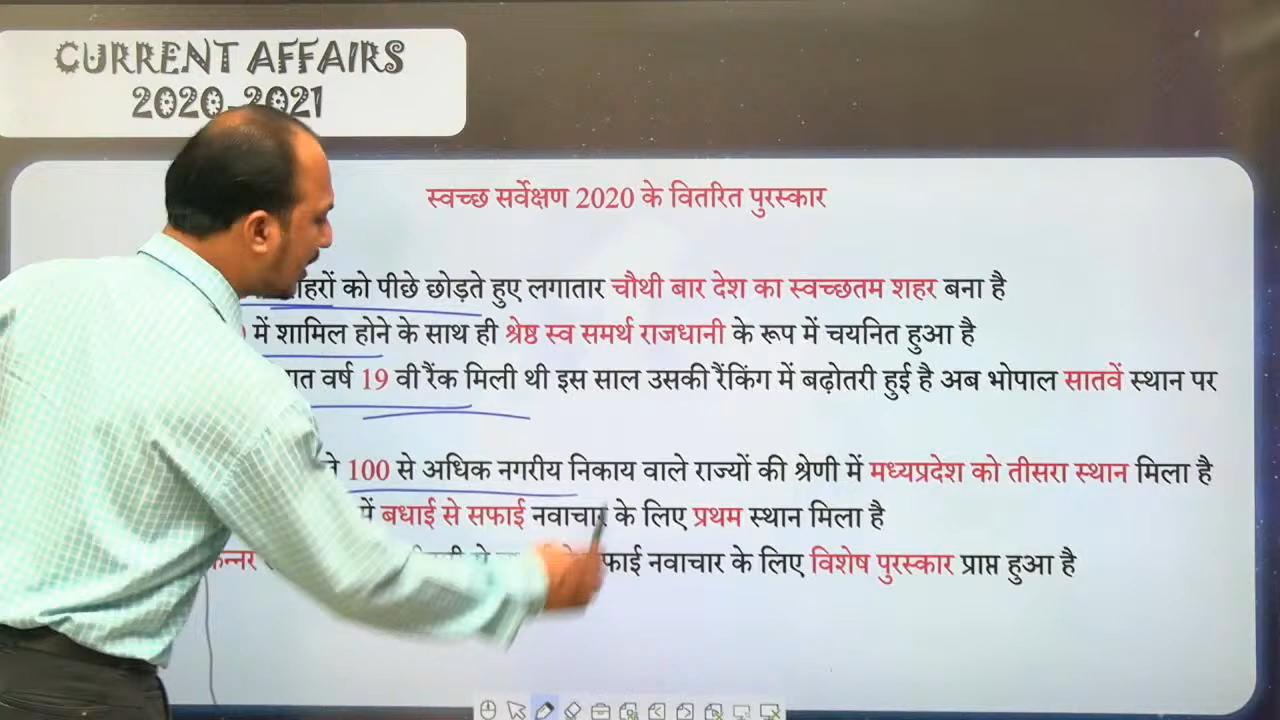 CURRENT AFFAIRS
2020-2021
स्वच्छ सर्वेक्षण 2020 के वितरित पुरस्कार
को पीछे छोड़ते हुए लगातार चौथी बार देश का स्वच्छतम शहर बना है
में शामिल होने के साथ ही श्रेष्ठ स्व समर्थ राजधानी के रूप में चयनित हुआ है
वर्ष 19 वी रैंक मिली थी इस साल उसकी रैंकिंग में बढ़ोतरी हुई है अब भोपाल सातवें स्थान पर
100 से अधिक नगरीय निकाय वाले राज्यों की श्रेणी में मध्यप्रदेश को तीसरा स्थान मिला है
में बधाई से सफाई नवाचार के लिए प्रथम स्थान मिला है
नवाचार के लिए विशेष पुरस्कार प्राप्त हुआ है